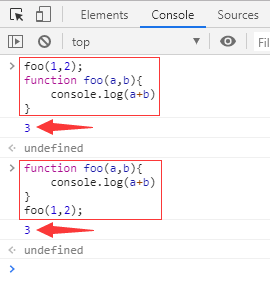 Elements Console Sources
top Fil
> foo(1,2);
function foo(a,b){
    console.log(a+b)
}
3
undefined
> function foo(a,b){
    console.log(a+b)
}
foo(1,2);
3
undefined
>